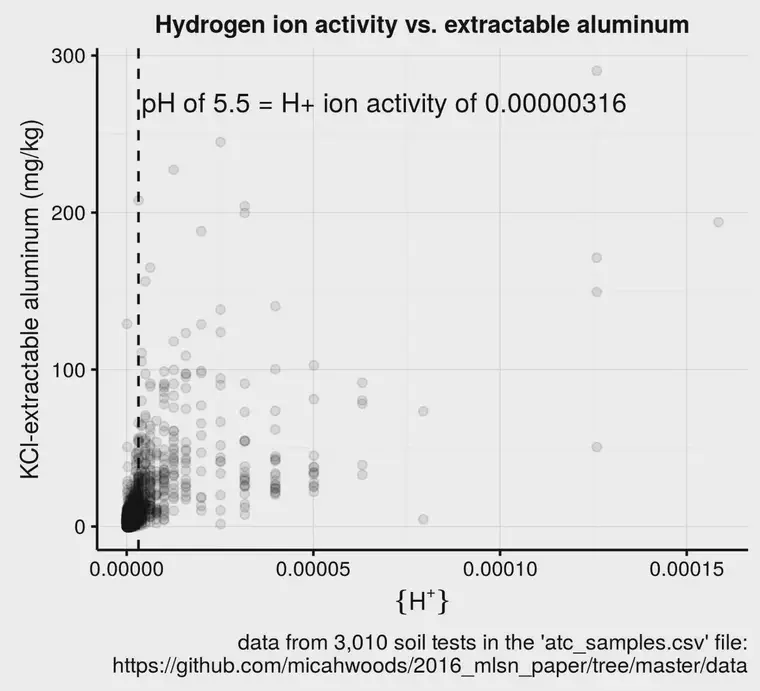 Hydrogen ion activity vs. extractable aluminum
300
pH of 5.5 = H+ ion activity of 0.00000316
200
100
0
KCl-extractable aluminum (mg/kg)
0.00000 0.00005 0.00010 0.00015
{H⁺}
data from 3,010 soil tests in the 'atc_samples.csv' file:
https://github.com/micahwoods/2016_mlsn_paper/tree/master/data